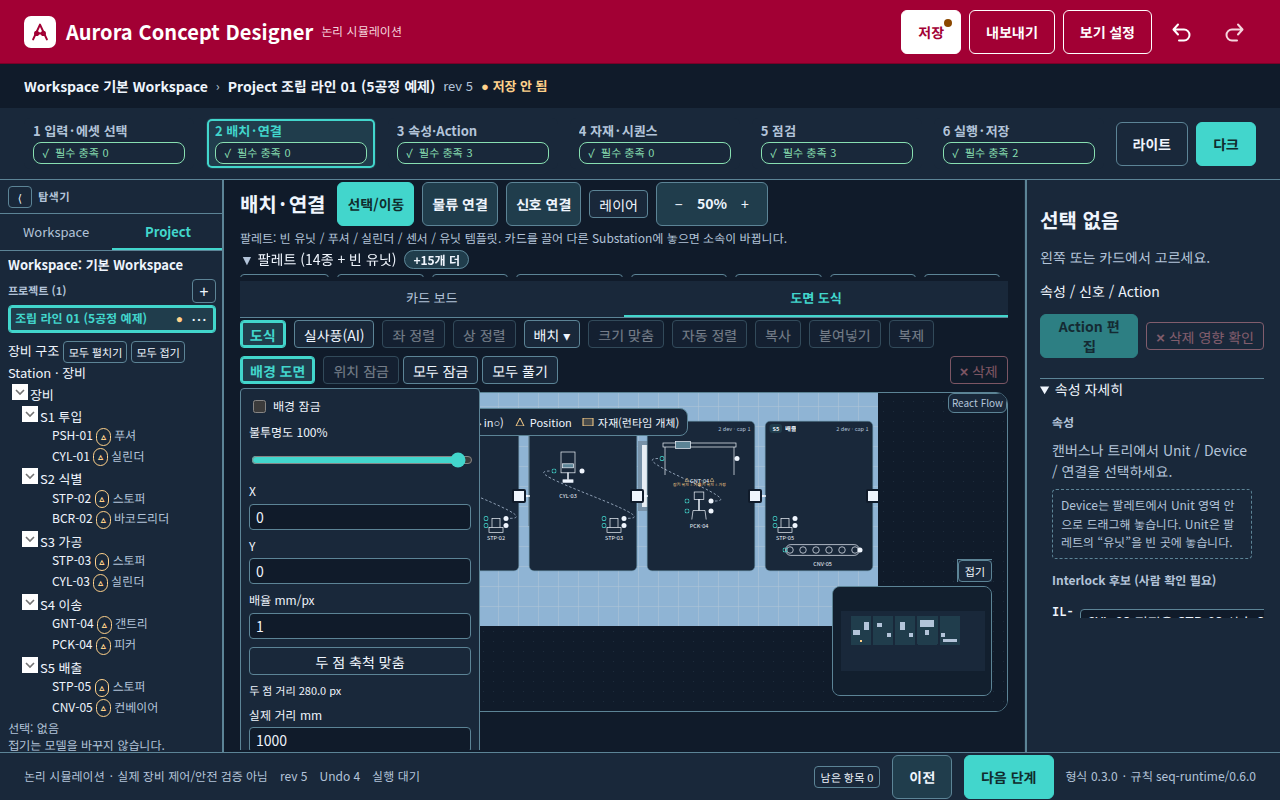 Aurora Concept Designer 논리 시뮬레이션
저장 내보내기 보기 설정
Workspace 기본 Workspace › Project 조립 라인 01 (5공정 예제) rev 5 ● 저장 안 됨
1 입력·에셋 선택 2 배치·연결 3 속성·Action 4 자재·시퀀스 5 점검 6 실행·저장
✓ 필수 충족 0 ✓ 필수 충족 0 ✓ 필수 충족 3 ✓ 필수 충족 0 ✓ 필수 충족 3 ✓ 필수 충족 2
라이트 다크
⟨ 탐색기
Workspace Project
Workspace: 기본 Workspace
프로젝트 (1) +
조립 라인 01 (5공정 예제) ● ···
장비 구조 모두 펼치기 모두 접기
Station · 장비
장비
S1 투입
PSH-01 푸셔
CYL-01 실린더
S2 식별
STP-02 스토퍼
BCR-02 바코드리더
S3 가공
STP-03 스토퍼
CYL-03 실린더
S4 이송
GNT-04 갠트리
PCK-04 피커
S5 배출
STP-05 스토퍼
CNV-05 컨베이어
선택: 없음
접기는 모델을 바꾸지 않습니다.
배치·연결 선택/이동 물류 연결 신호 연결 레이어 − 50% +
팔레트: 빈 유닛 / 푸셔 / 실린더 / 센서 / 유닛 템플릿. 카드를 끌어 다른 Substation에 놓으면 소속이 바뀝니다.
▼ 팔레트 (14종 + 빈 유닛) +15개 더
카드 보드 도면 도식
도식 실사풍(AI) 좌 정렬 상 정렬 배치 ▾ 크기 맞춤 자동 정렬 복사 붙여넣기 복제
배경 도면 위치 잠금 모두 잠금 모두 풀기 × 삭제
배경 잠금
불투명도 100%
X
0
Y
0
배율 mm/px
1
두 점 축척 맞춤
두 점 거리 280.0 px
실제 거리 mm
1000
in○) △ Position 자재(런타임 개체)
React Flow
2 dev · cap 1
S5 배출 2 dev · cap 1
CYL-03
STP-02
STP-03
PCK-04
STP-05
CNV-05
접기
선택 없음
왼쪽 또는 카드에서 고르세요.
속성 / 신호 / Action
Action 편집 × 삭제 영향 확인
▼ 속성 자세히
속성
캔버스나 트리에서 Unit / Device
/ 연결을 선택하세요.
Device는 팔레트에서 Unit 영역 안
으로 드래그해 놓습니다. Unit은 팔
레트의 “유닛”을 빈 곳에 놓습니다.
Interlock 후보 (사람 확인 필요)
IL-
논리 시뮬레이션 · 실제 장비 제어/안전 검증 아님 rev 5 Undo 4 실행 대기
남은 항목 0 이전 다음 단계 형식 0.3.0 · 규칙 seq-runtime/0.6.0